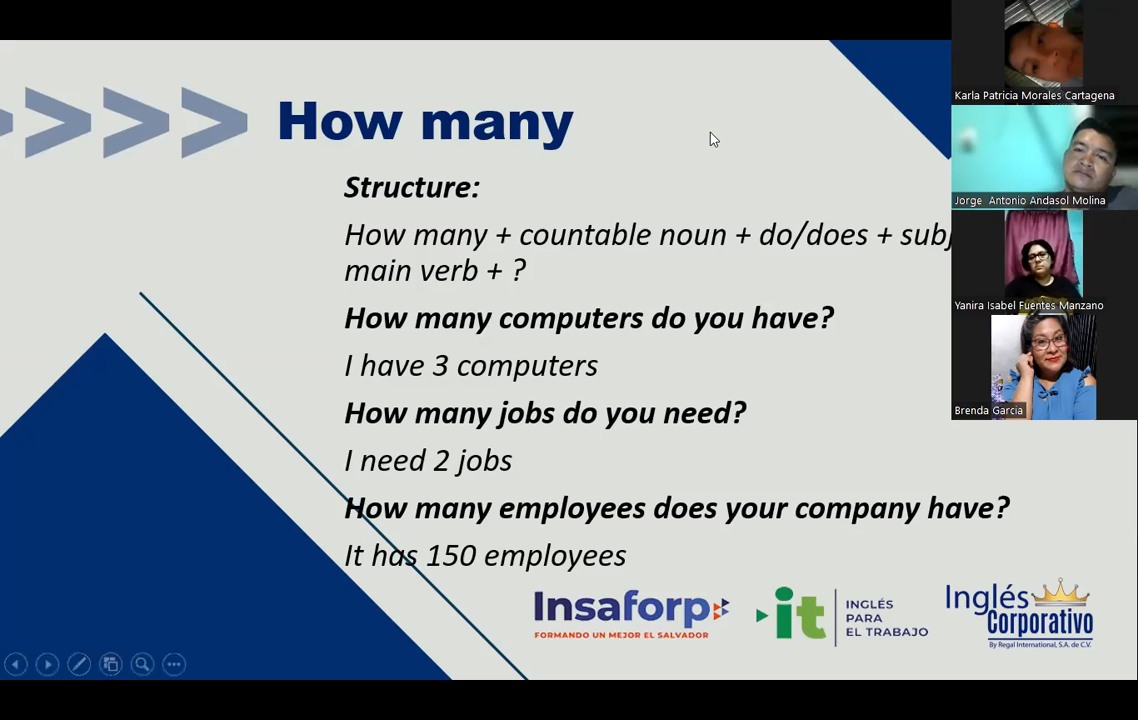 How many
Structure:
How many + countable noun + do/does + subj
main verb + ?
How many computers do you have?
I have 3 computers
How many jobs do you need?
I need 2 jobs
How many employees does your company have?
It has 150 employees
Insaforp
FORMANDO UN MEJOR EL SALVADOR
it
INGLÉS
PARA
EL TRABAJO
Inglés
Corporativo
By Regal International, S.A. de C.V.
Karla Patricia Morales Cartagena
Jorge Antonio Andasol Molina
Yanira Isabel Fuentes Manzano
Brenda Garcia